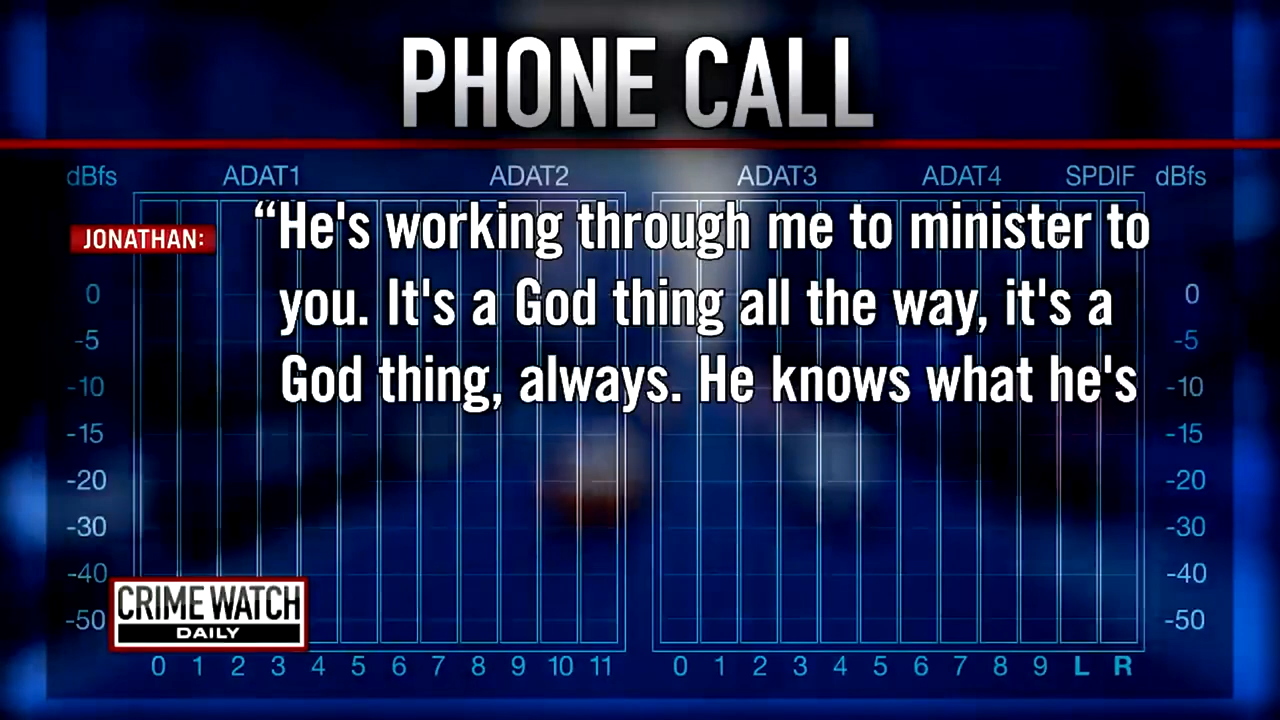 PHONE CALL
dBfs ADAT1 ADAT2 ADAT3 ADAT4 SPDIF dBfs
JONATHAN: “He's working through me to minister to
you. It's a God thing all the way, it's a
God thing, always. He knows what he's
0 0
-5 -5
-10 -10
-15 -15
-20 -20
-30 -30
-40 -40
-50 -50
CRIME WATCH
DAILY
0 1 2 3 4 5 6 7 8 9 10 11 0 1 2 3 4 5 6 7 8 9 L R